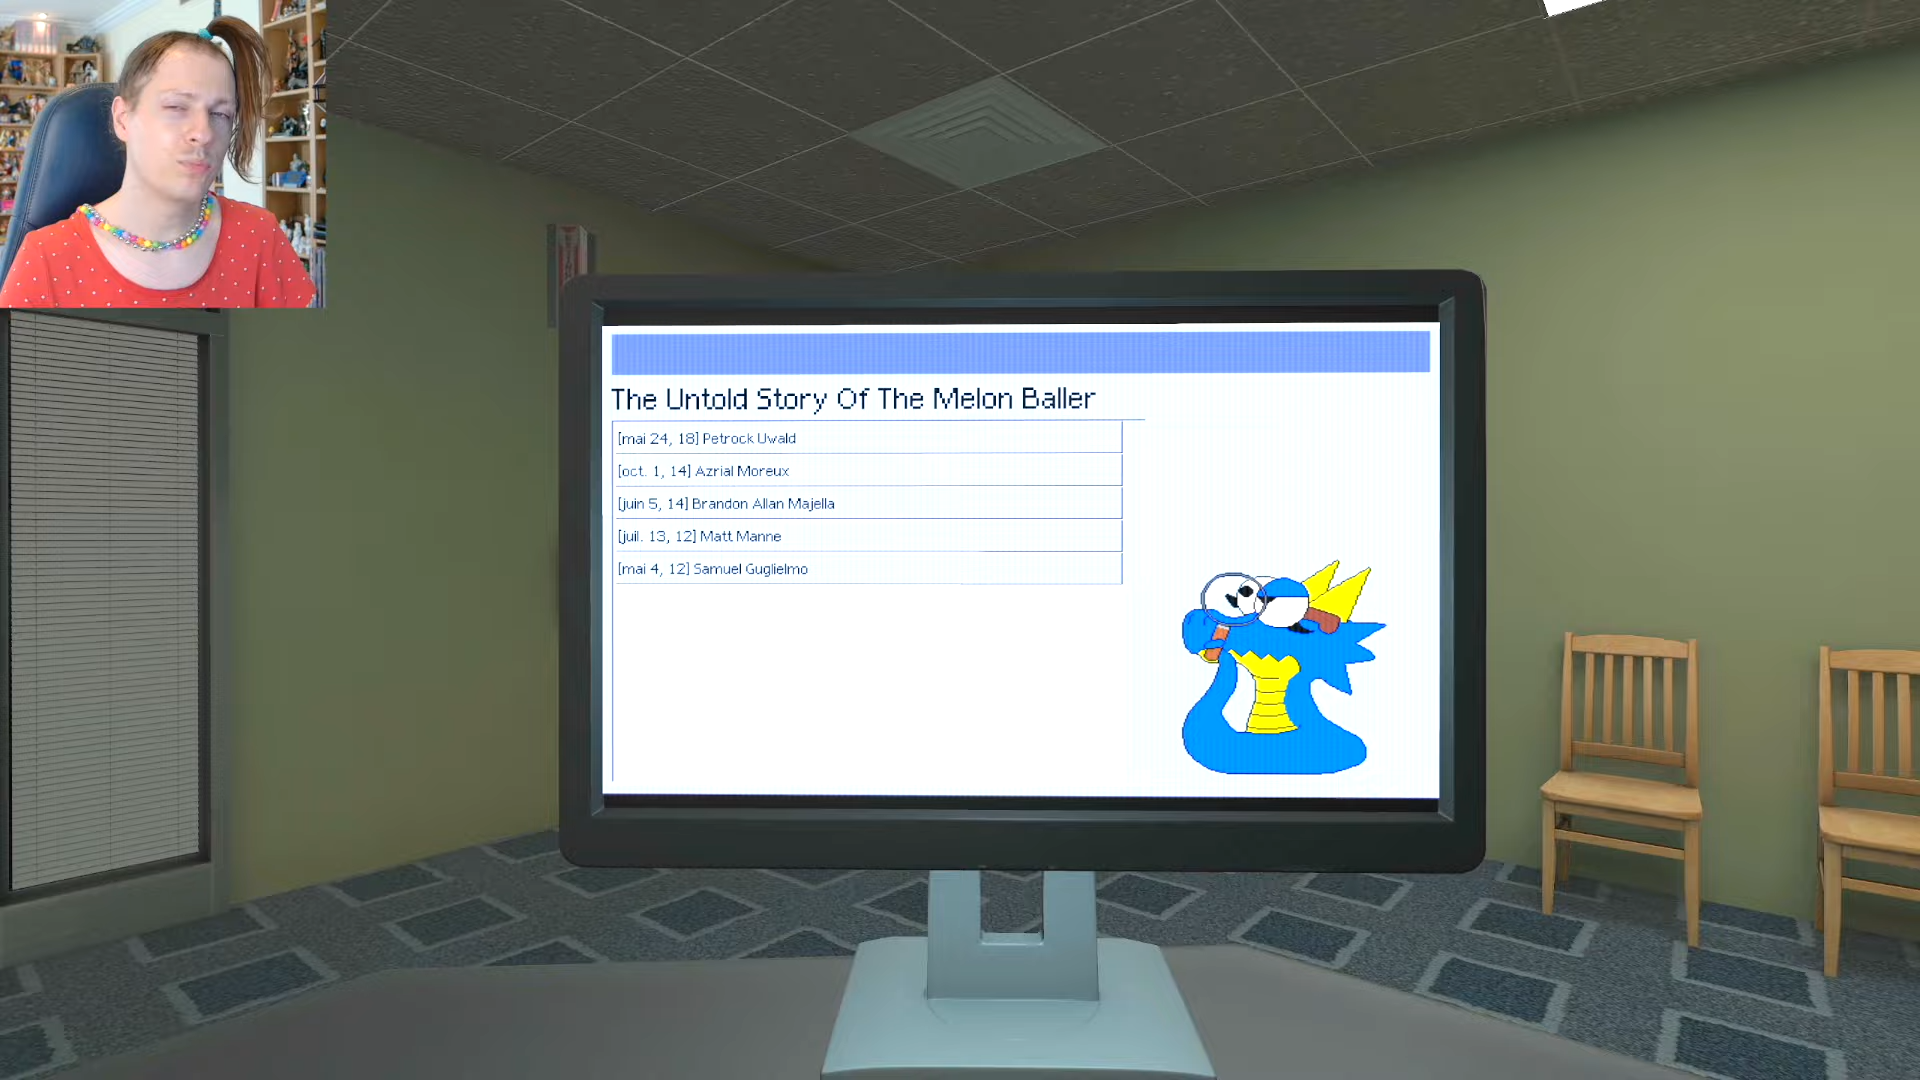 The Untold Story Of The Melon Baller
[mai 24, 18] Petrock Uwald
[oct. 1, 14] Azrial Moreux
[juin 5, 14] Brandon Allan Majella
[juil. 13, 12] Matt Manne
[mai 4, 12] Samuel Guglielmo